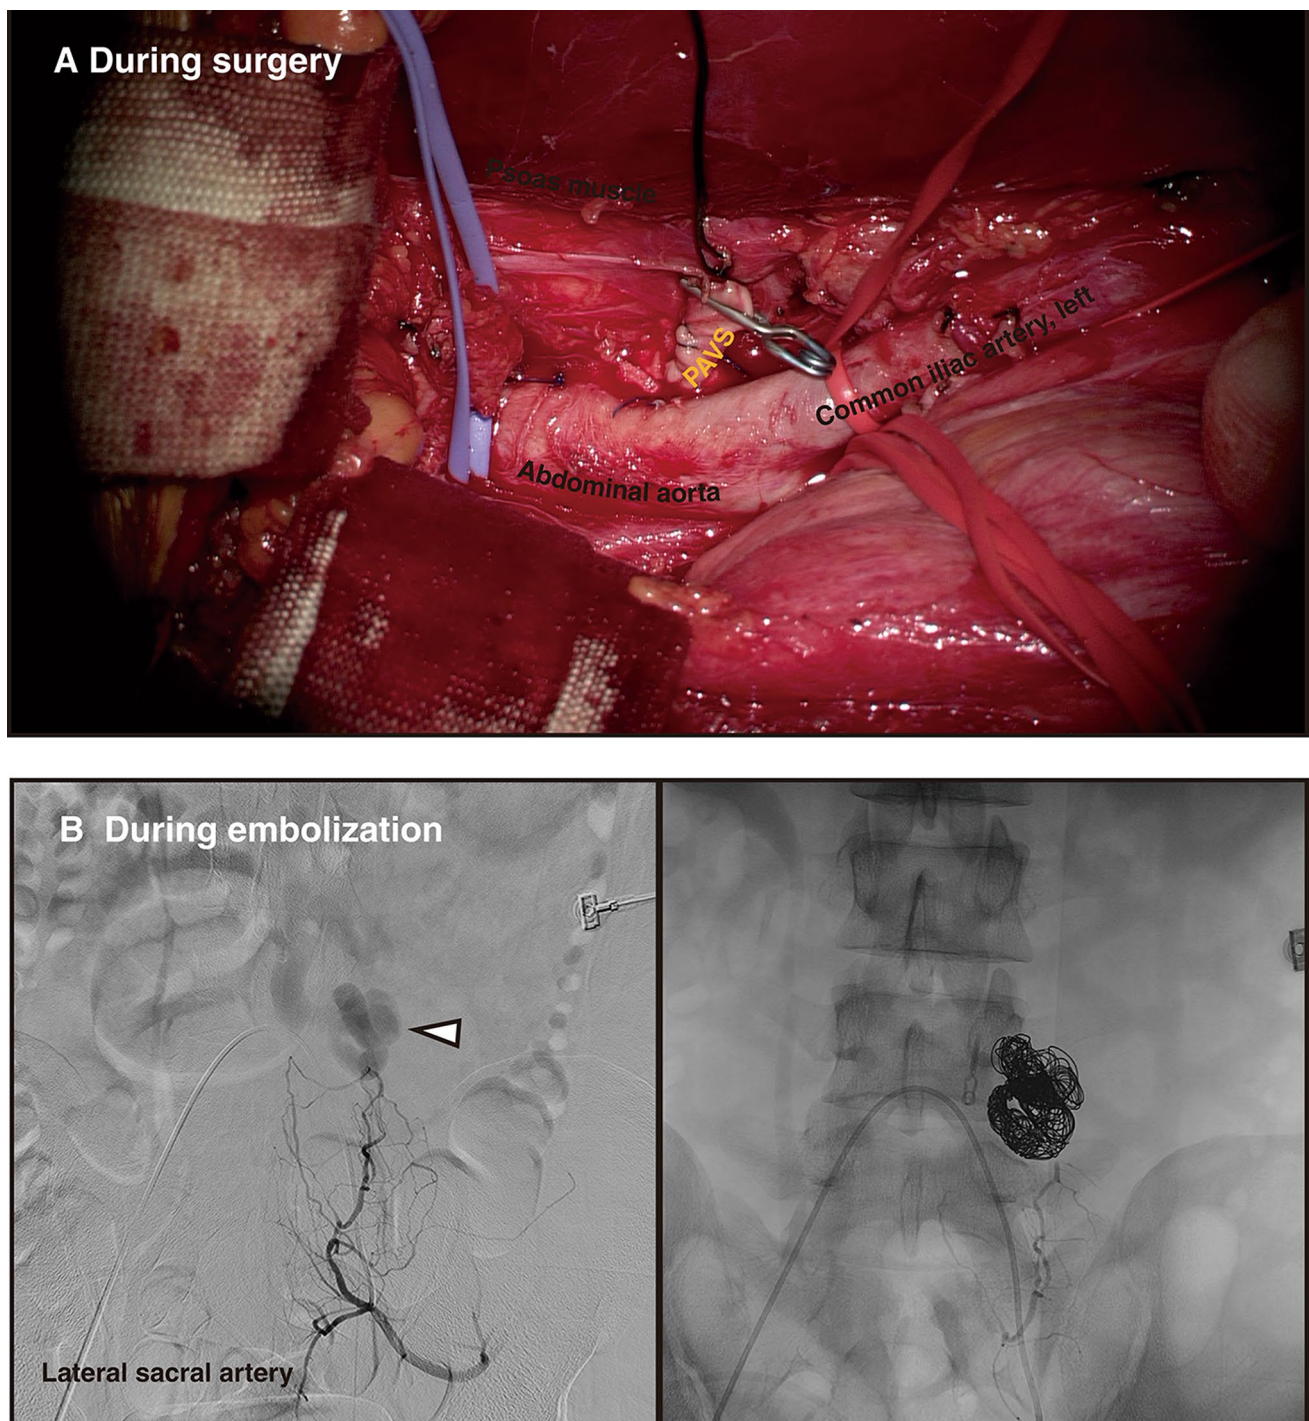 A During surgery
Psoas muscle
PAVS
Common iliac artery, left
Abdominal aorta
B During embolization
Lateral sacral artery